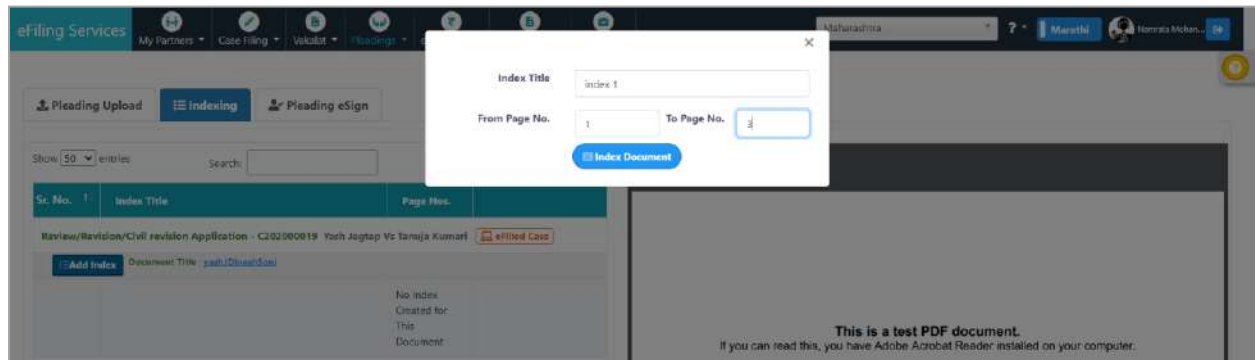 eFiling Services
My Partners
Case Filing
Vakalat
Pleadings
Maharashtra
?
Marathi
Namrata Mohan...
×
Index Title
index 1
From Page No.
1
To Page No.
3
Index Document
Pleading Upload
Indexing
Pleading eSign
Show 50 entries
Search:
Sr. No.
Index Title
Page Nos.
Review/Revision/Civil revision Application - C202000019 Yash Jagtap Vs Tanuja Kumari
eFiled Case
Add Index
Document Title :
No Index
Created for
This
Document
This is a test PDF document.
If you can read this, you have Adobe Acrobat Reader installed on your computer.